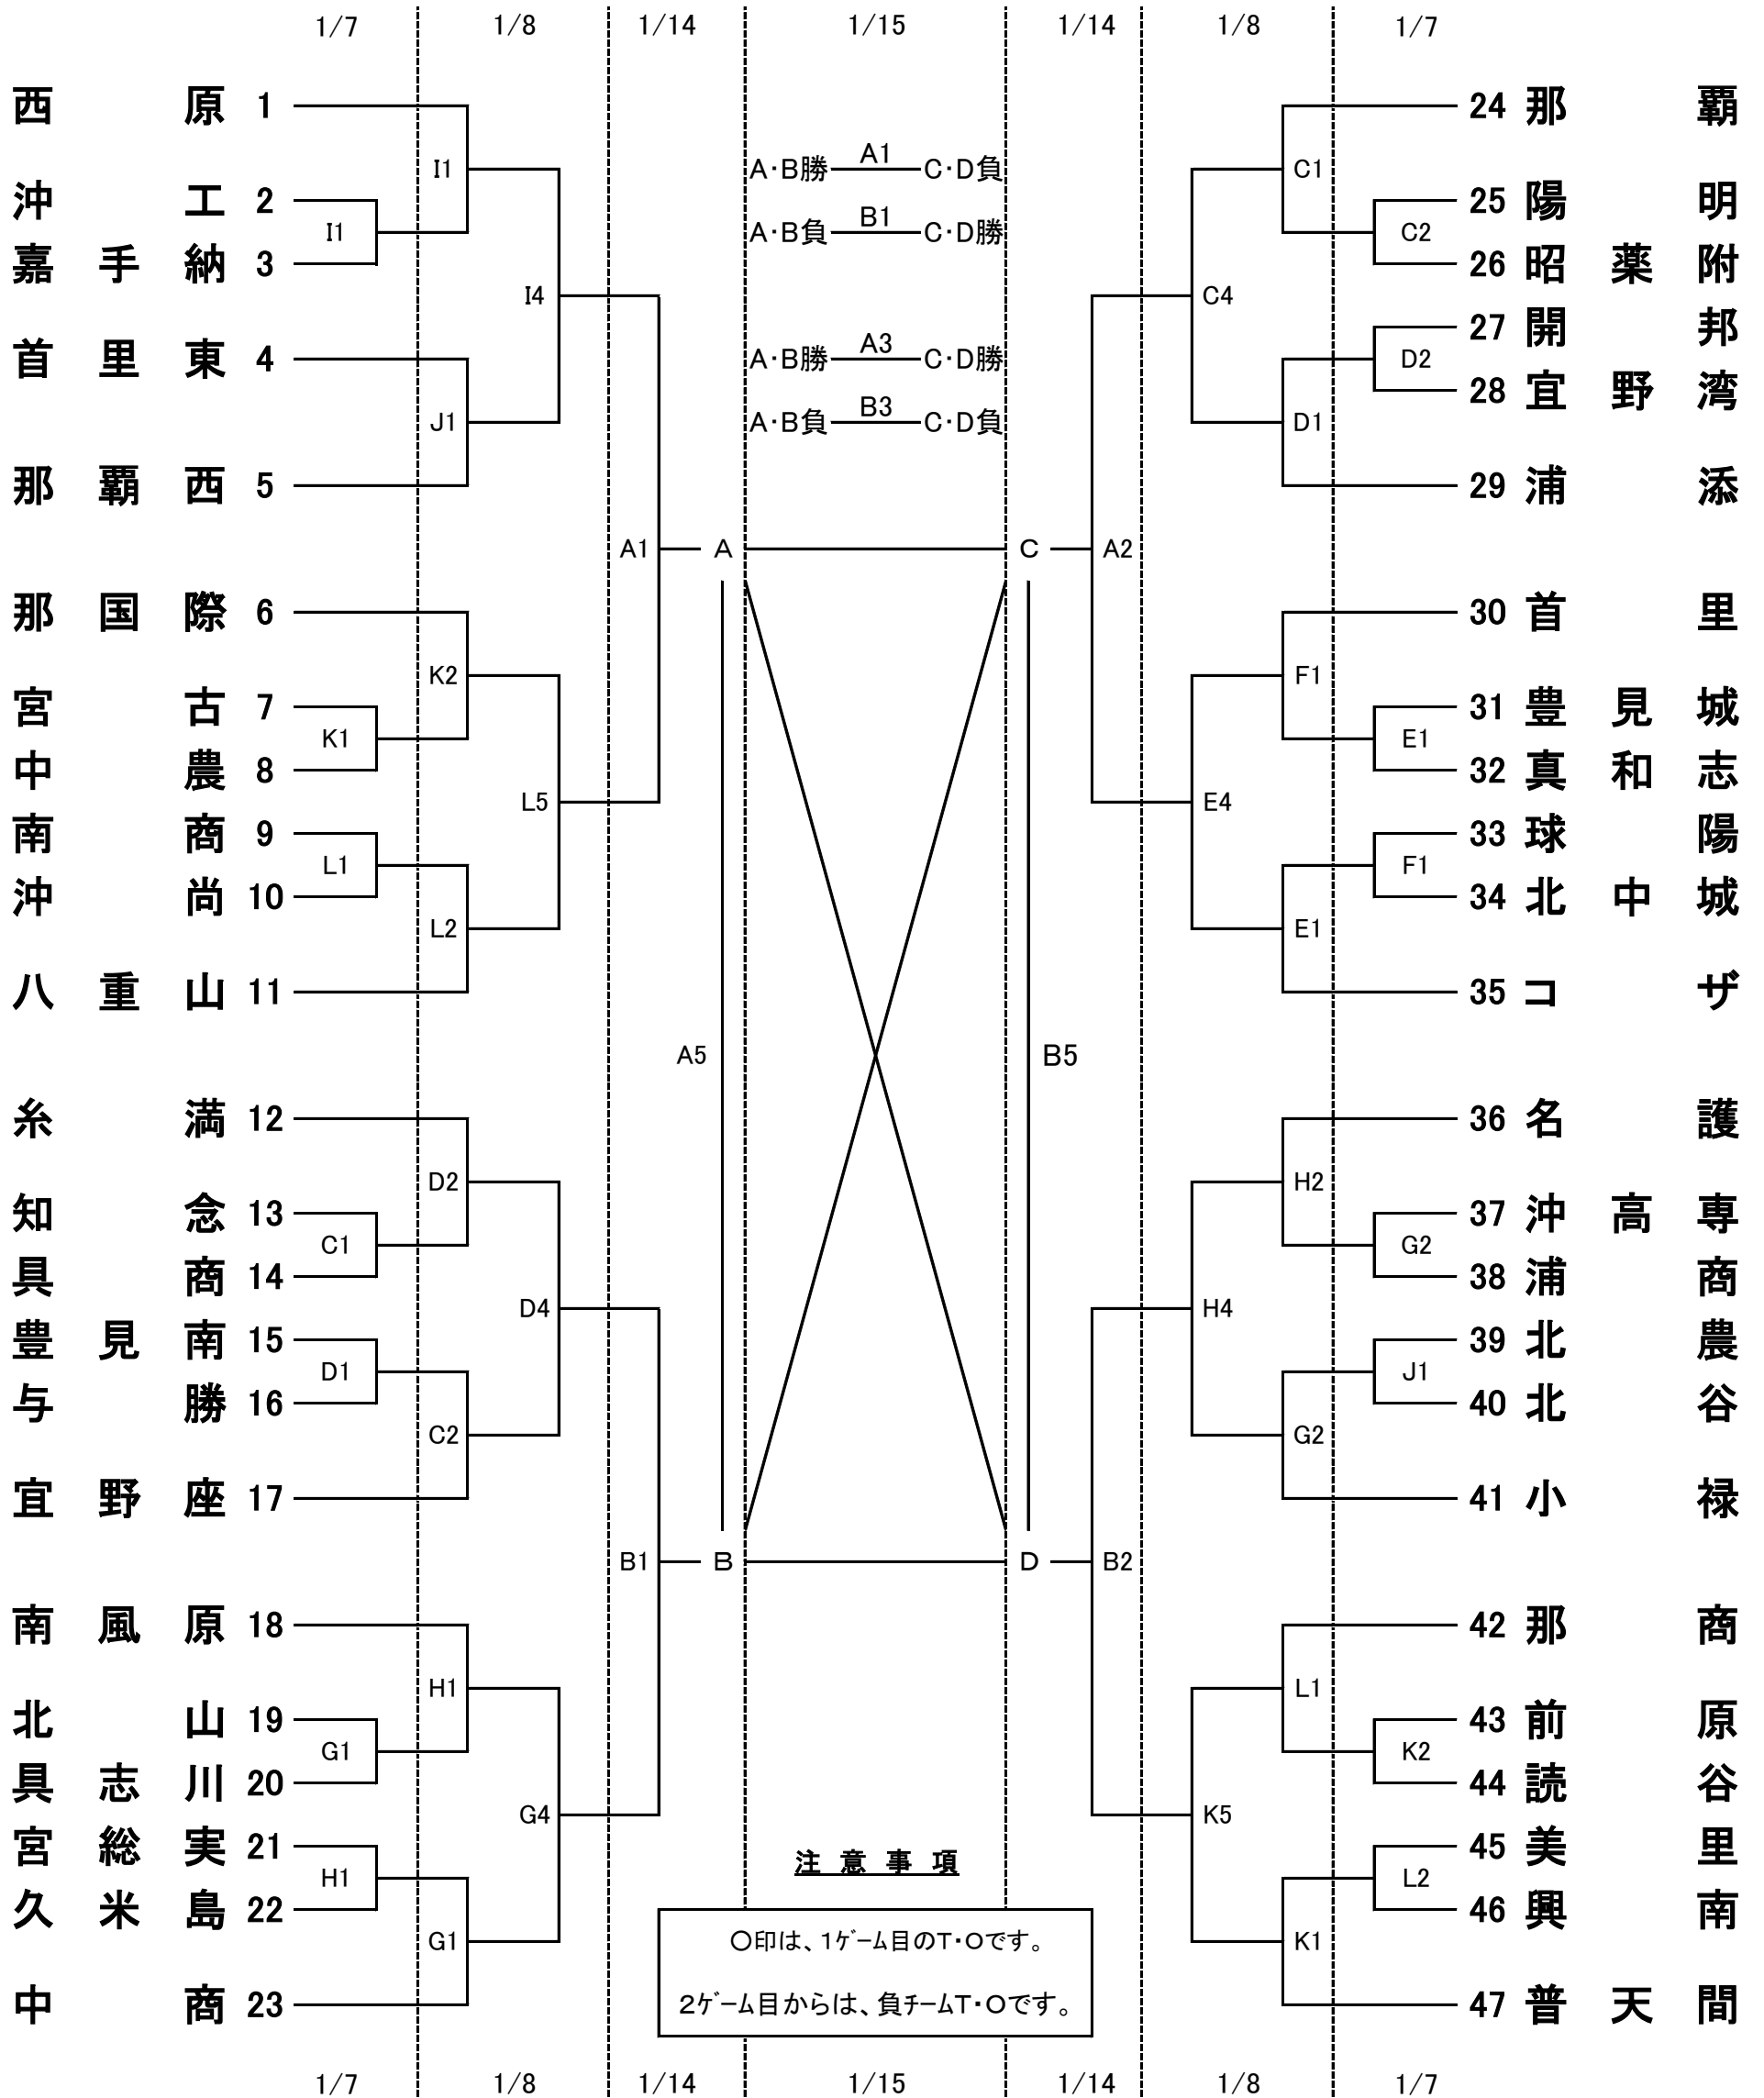 1/7 1/8 1/14 1/15 1/14 1/8 1/7
西原 1
24 那覇
I1
A・B勝 A1 C・D負
C1
沖工 2
25 陽明
I1
A・B負 B1 C・D勝
C2
嘉手納 3
26 昭薬附
I4
C4
27 開邦
首里東 4
A・B勝 A3 C・D勝
D2
28 宜野湾
J1
A・B負 B3 C・D負
D1
那覇西 5
29 浦添
A1 A C A2
那国際 6
30 首里
K2
F1
宮古 7
31 豊見城
K1
E1
中農 8
32 真和志
L5
E4
南商 9
33 球陽
L1
F1
沖尚 10
34 北中城
L2
E1
八重山 11
35 コザ
A5
B5
糸満 12
36 名護
D2
H2
知念 13
37 沖高専
C1
G2
具商 14
38 浦商
D4
H4
豊見南 15
39 北農
D1
J1
与勝 16
40 北谷
C2
G2
宜野座 17
41 小禄
B1 B D B2
南風原 18
42 那商
H1
L1
北山 19
43 前原
G1
K2
具志川 20
44 読谷
G4
K5
宮総実 21
45 美里
注意事項
H1
L2
久米島 22
46 興南
G1
〇印は、1ｹﾞｰﾑ目のT・Oです。
K1
中商 23
2ｹﾞｰﾑ目からは、負ﾁｰﾑT・Oです。
47 普天間
1/7 1/8 1/14 1/15 1/14 1/8 1/7